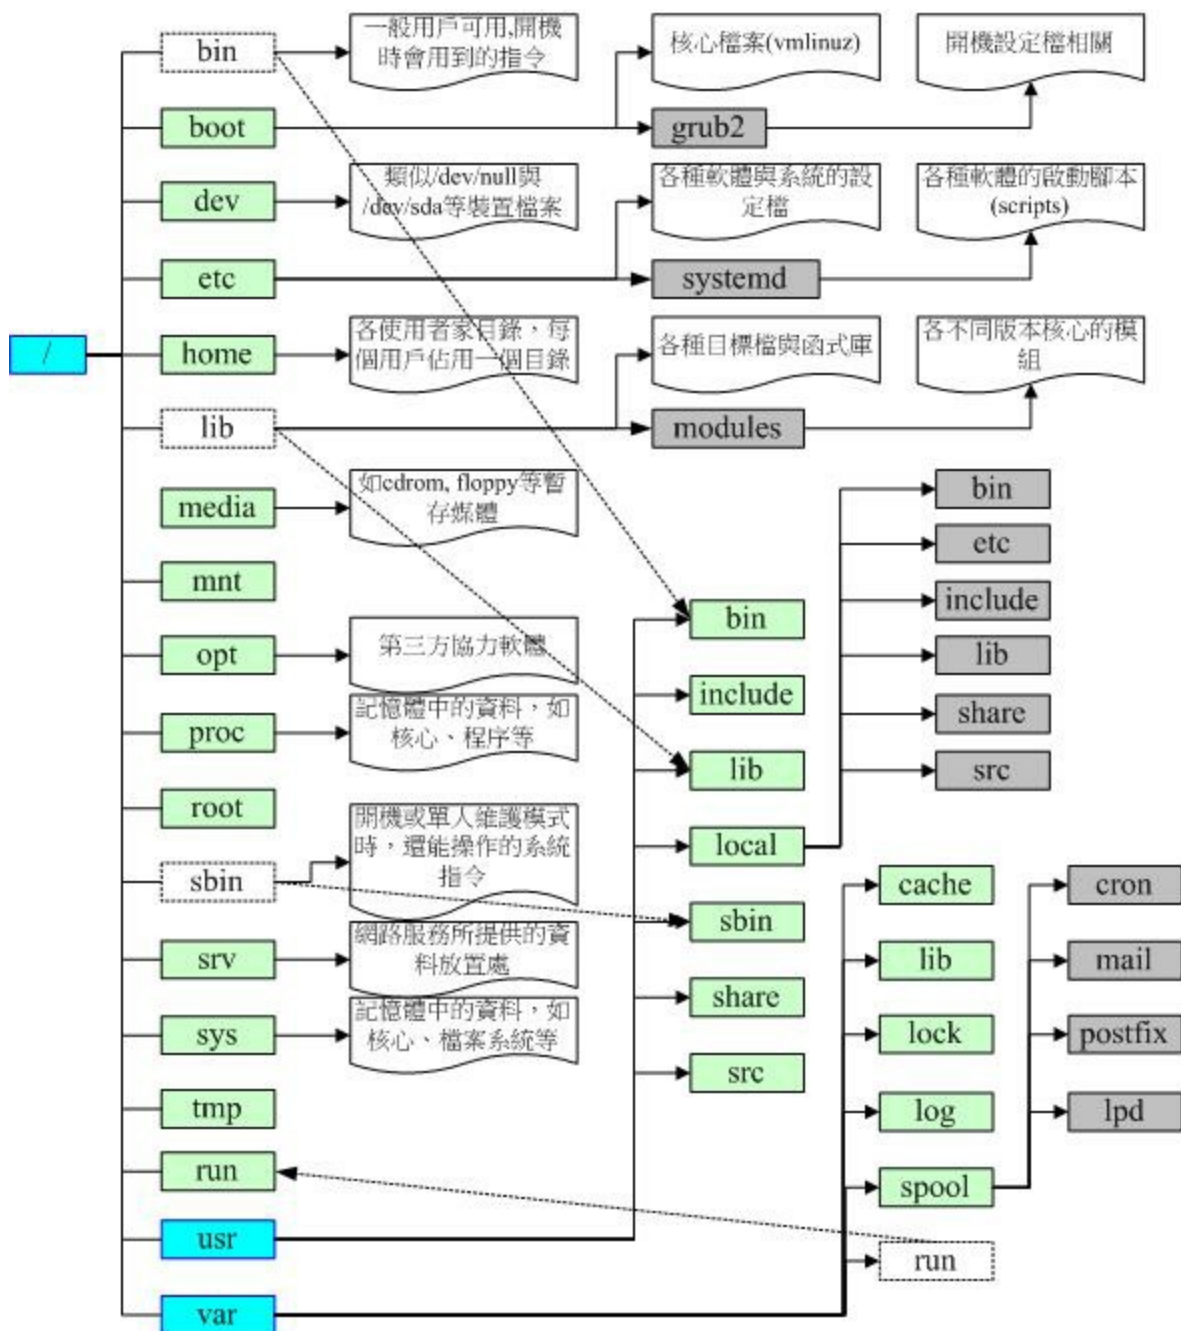 bin
一般用戶可用,開機
時會用到的指令
核心檔案(vmlinuz)
開機設定檔相關
boot
grub2
dev
類似/dev/null與
/dev/sda等裝置檔案
各種軟體與系統的設
定檔
各種軟體的啟動腳本
(scripts)
etc
systemd
/
home
各使用者家目錄，每
個用戶佔用一個目錄
各種目標檔與函式庫
各不同版本核心的模
組
lib
modules
media
如cdrom, floppy等暫
存媒體
bin
etc
include
lib
share
src
mnt
opt
第三方協力軟體
proc
記憶體中的資料，如
核心、程序等
root
sbin
開機或單人維護模式
時，還能操作的系統
指令
srv
網路服務所提供的資
料放置處
sys
記憶體中的資料，如
核心、檔案系統等
tmp
run
usr
var
bin
include
lib
local
sbin
share
src
cache
lib
lock
log
spool
run
cron
mail
postfix
lpd